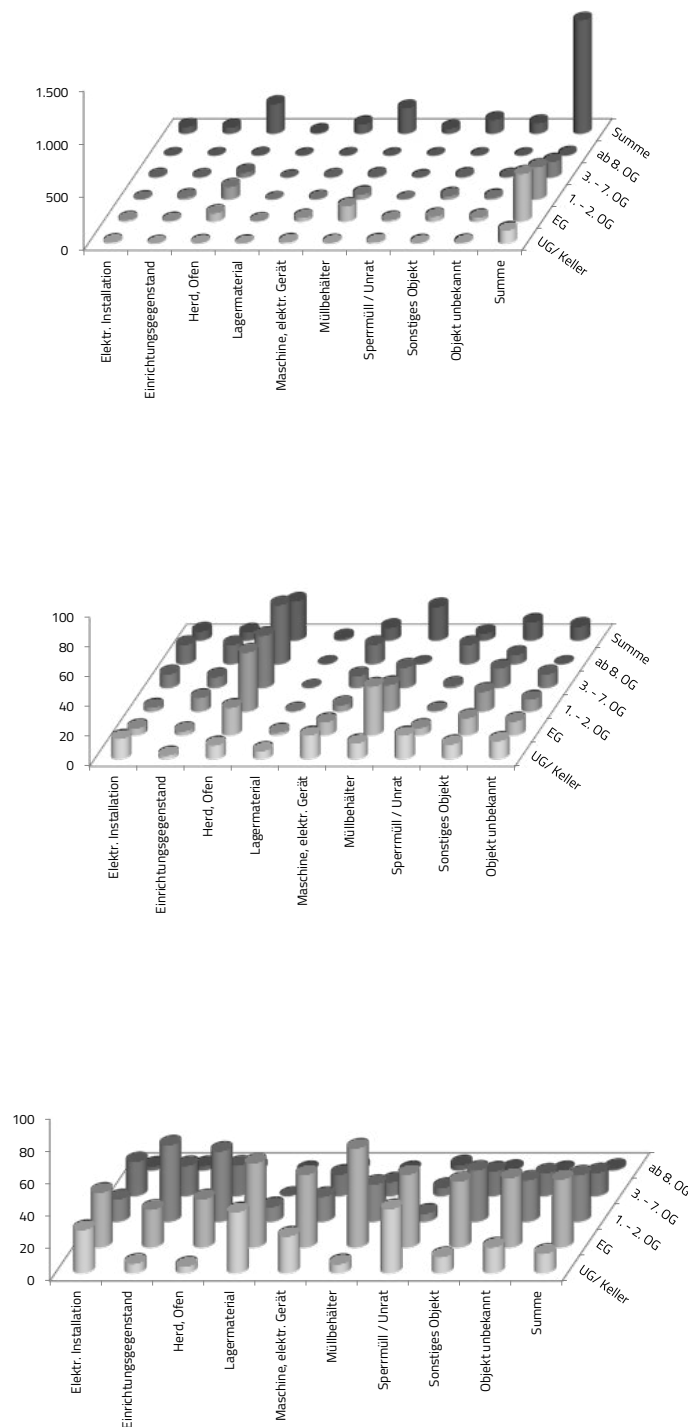 1.500
1.000
500
0
Summe
ab 8. OG
3. - 7. OG
1. - 2. OG
EG
UG/ Keller
Elektr. Installation
Einrichtungsgegenstand
Herd, Ofen
Lagermaterial
Maschine, elektr. Gerät
Müllbehälter
Sperrmüll / Unrat
Sonstiges Objekt
Objekt unbekannt
Summe
100
80
60
40
20
0
Summe
ab 8. OG
3. - 7. OG
1. - 2. OG
EG
UG/ Keller
Elektr. Installation
Einrichtungsgegenstand
Herd, Ofen
Lagermaterial
Maschine, elektr. Gerät
Müllbehälter
Sperrmüll / Unrat
Sonstiges Objekt
Objekt unbekannt
100
80
60
40
20
0
ab 8. OG
3. - 7. OG
1. - 2. OG
EG
UG/ Keller
Elektr. Installation
Einrichtungsgegenstand
Herd, Ofen
Lagermaterial
Maschine, elektr. Gerät
Müllbehälter
Sperrmüll / Unrat
Sonstiges Objekt
Objekt unbekannt
Summe